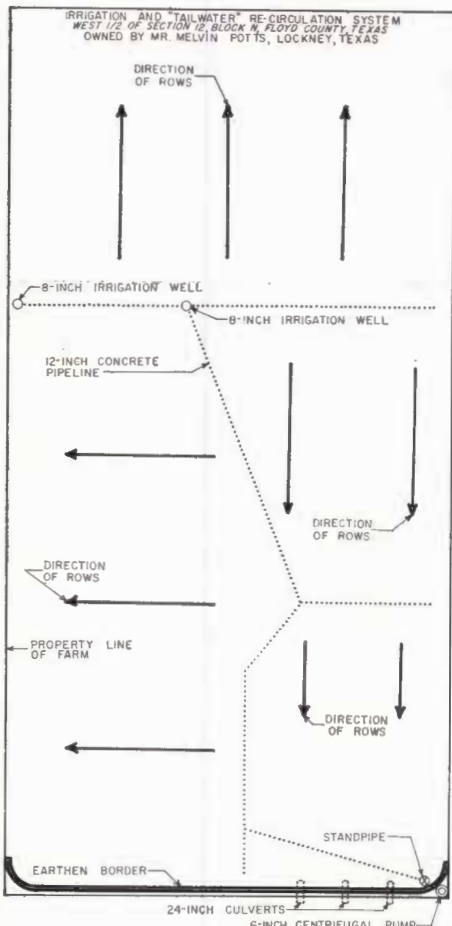 IRRIGATION AND "TAILWATER" RE-CIRCULATION SYSTEM
WEST 1/2 OF SECTION 12, BLOCK N, FLOYD COUNTY, TEXAS
OWNED BY MR. MELVIN POTTS, LOCKNEY, TEXAS
DIRECTION
OF ROWS
8-INCH IRRIGATION WELL
8-INCH IRRIGATION WELL
12-INCH CONCRETE
PIPELINE
DIRECTION
OF ROWS
DIRECTION
OF ROWS
PROPERTY LINE
OF FARM
DIRECTION
OF ROWS
STANDPIPE
EARTHEN BORDER
24-INCH CULVERTS
6-INCH CENTRIFUGAL PUMP